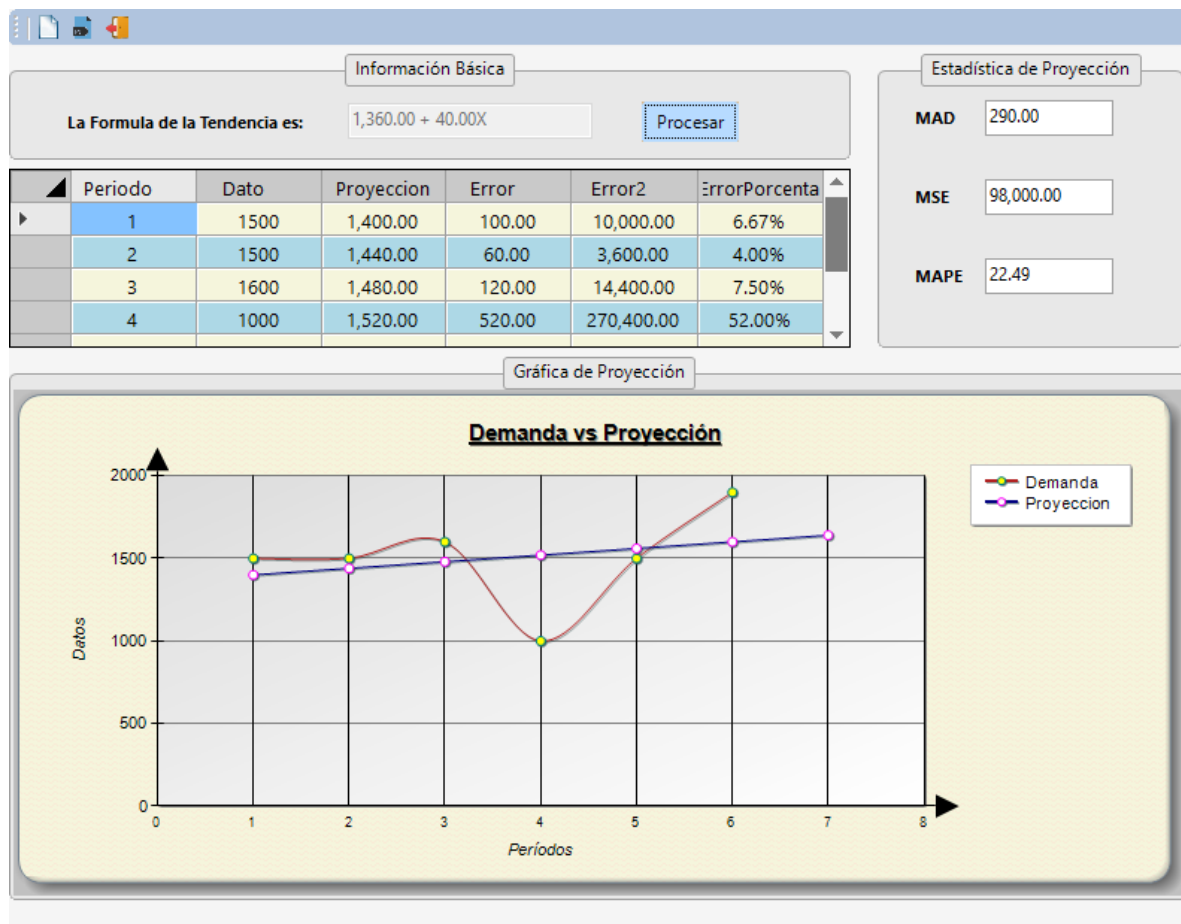 Información Básica
La Formula de la Tendencia es: 1,360.00 + 40.00X Procesar
Estadística de Proyección
MAD 290.00
MSE 98,000.00
MAPE 22.49
Periodo Dato Proyeccion Error Error2 ErrorPorcenta
1 1500 1,400.00 100.00 10,000.00 6.67%
2 1500 1,440.00 60.00 3,600.00 4.00%
3 1600 1,480.00 120.00 14,400.00 7.50%
4 1000 1,520.00 520.00 270,400.00 52.00%
Gráfica de Proyección
Demanda vs Proyección
Demanda
Proyeccion
2000
1500
1000
500
0
Datos
0 1 2 3 4 5 6 7 8
Períodos